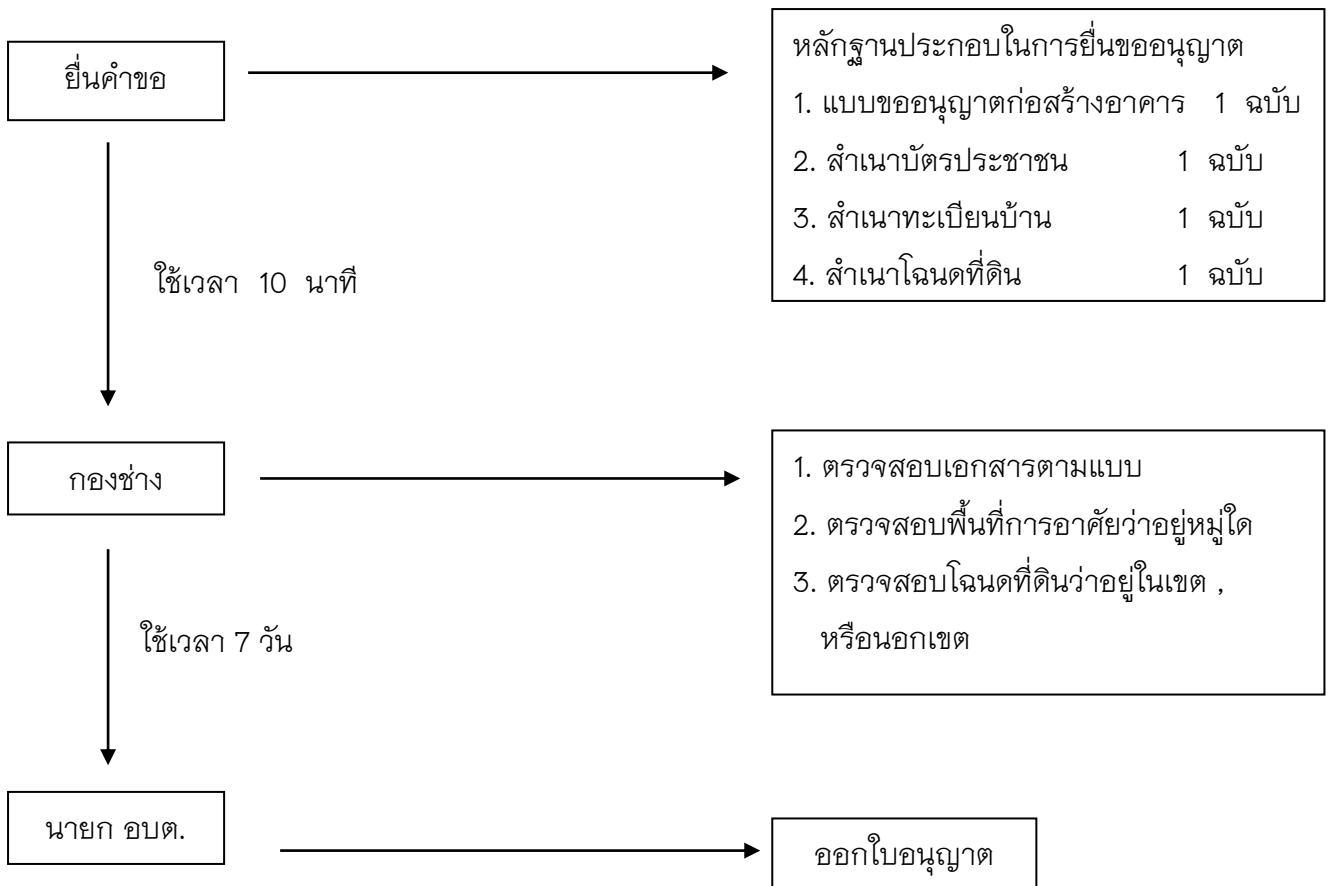 ยื่นคำขอ
หลักฐานประกอบในการยื่นขออนุญาต
1. แบบขออนุญาตก่อสร้างอาคาร 1 ฉบับ
2. สำเนาบัตรประชาชน 1 ฉบับ
3. สำเนาทะเบียนบ้าน 1 ฉบับ
4. สำเนาโฉนดที่ดิน 1 ฉบับ
ใช้เวลา 10 นาที
กองช่าง
1. ตรวจสอบเอกสารตามแบบ
2. ตรวจสอบพื้นที่การอาศัยว่าอยู่หมู่ใด
3. ตรวจสอบโฉนดที่ดินว่าอยู่ในเขต ,
หรือนอกเขต
ใช้เวลา 7 วัน
นายก อบต.
ออกใบอนุญาต